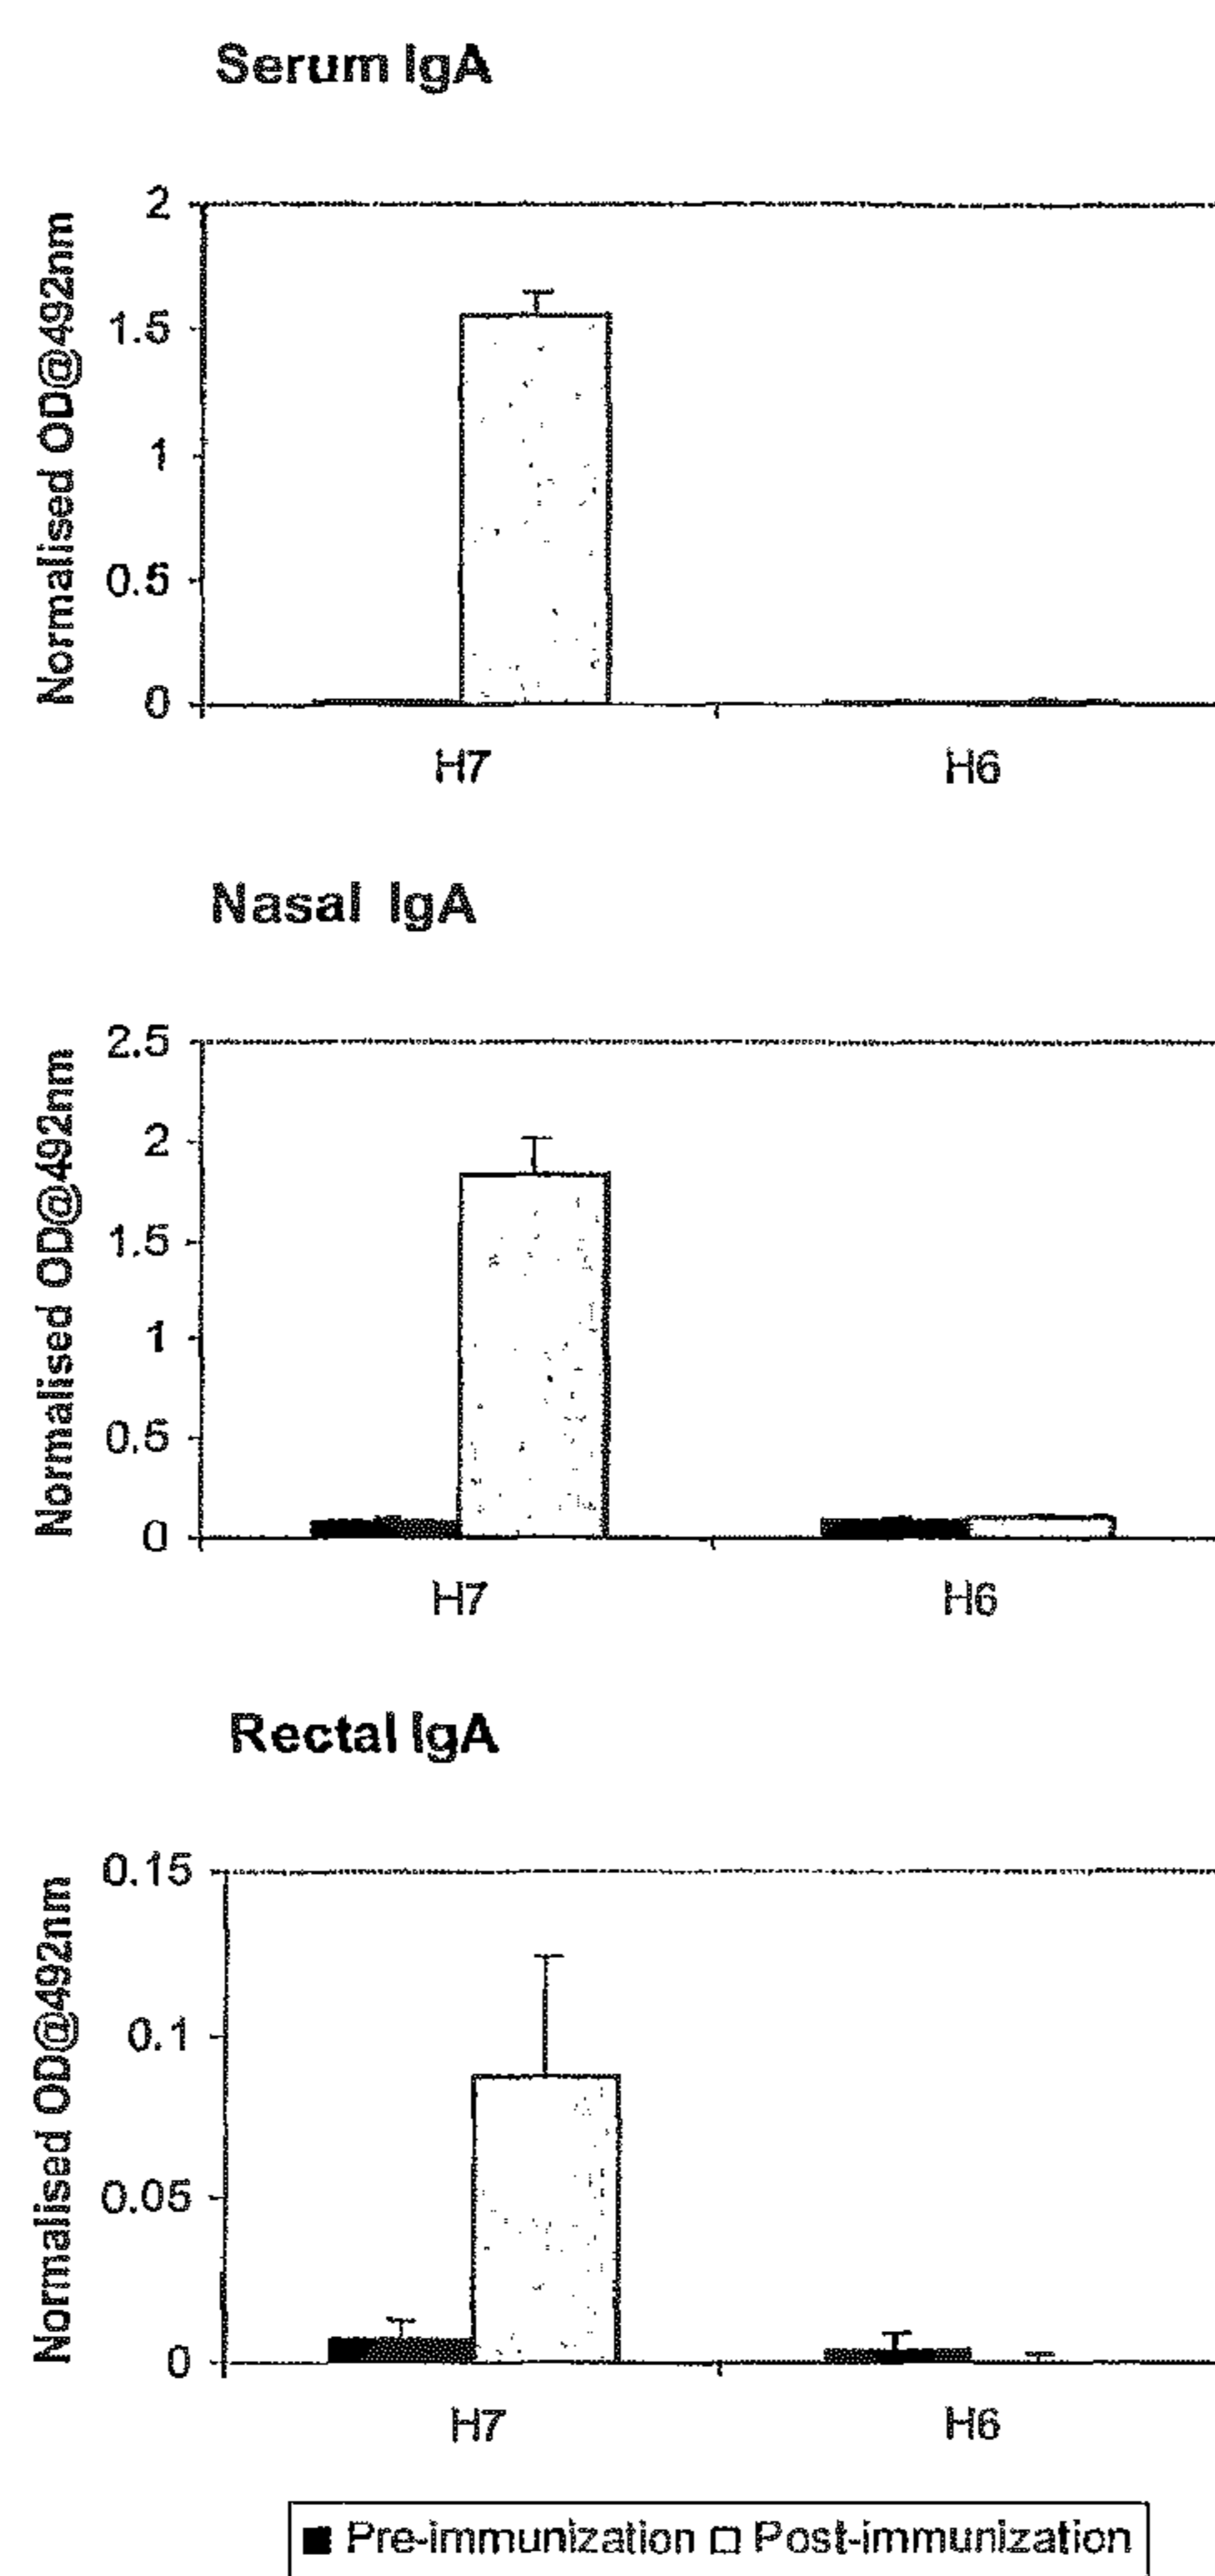 Serum IgA
Normalised OD@492nm
2
1.5
1
0.5
0
H7 H6
Nasal IgA
Normalised OD@492nm
2.5
2
1.5
1
0.5
0
H7 H6
Rectal IgA
Normalised OD@492nm
0.15
0.1
0.05
0
H7 H6
Pre-immunization Post-immunization